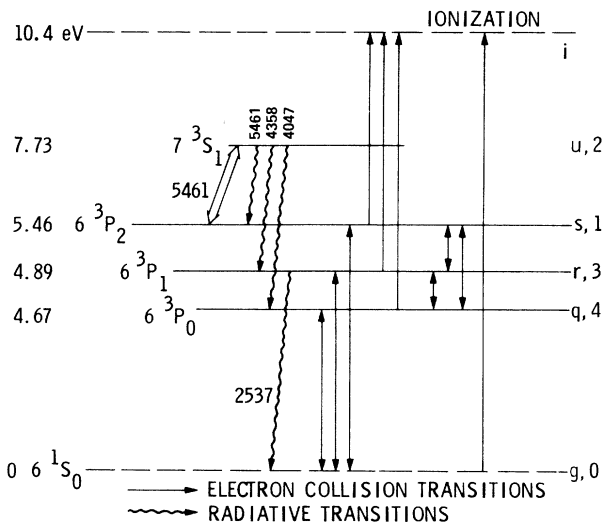 IONIZATION
10.4 eV
i
5461
4358
4047
7.73
7 ³S₁
u,2
5461
5.46
6 ³P₂
s,1
4.89
6 ³P₁
r,3
4.67
6 ³P₀
q,4
2537
0
6 ¹S₀
g,0
ELECTRON COLLISION TRANSITIONS
RADIATIVE TRANSITIONS